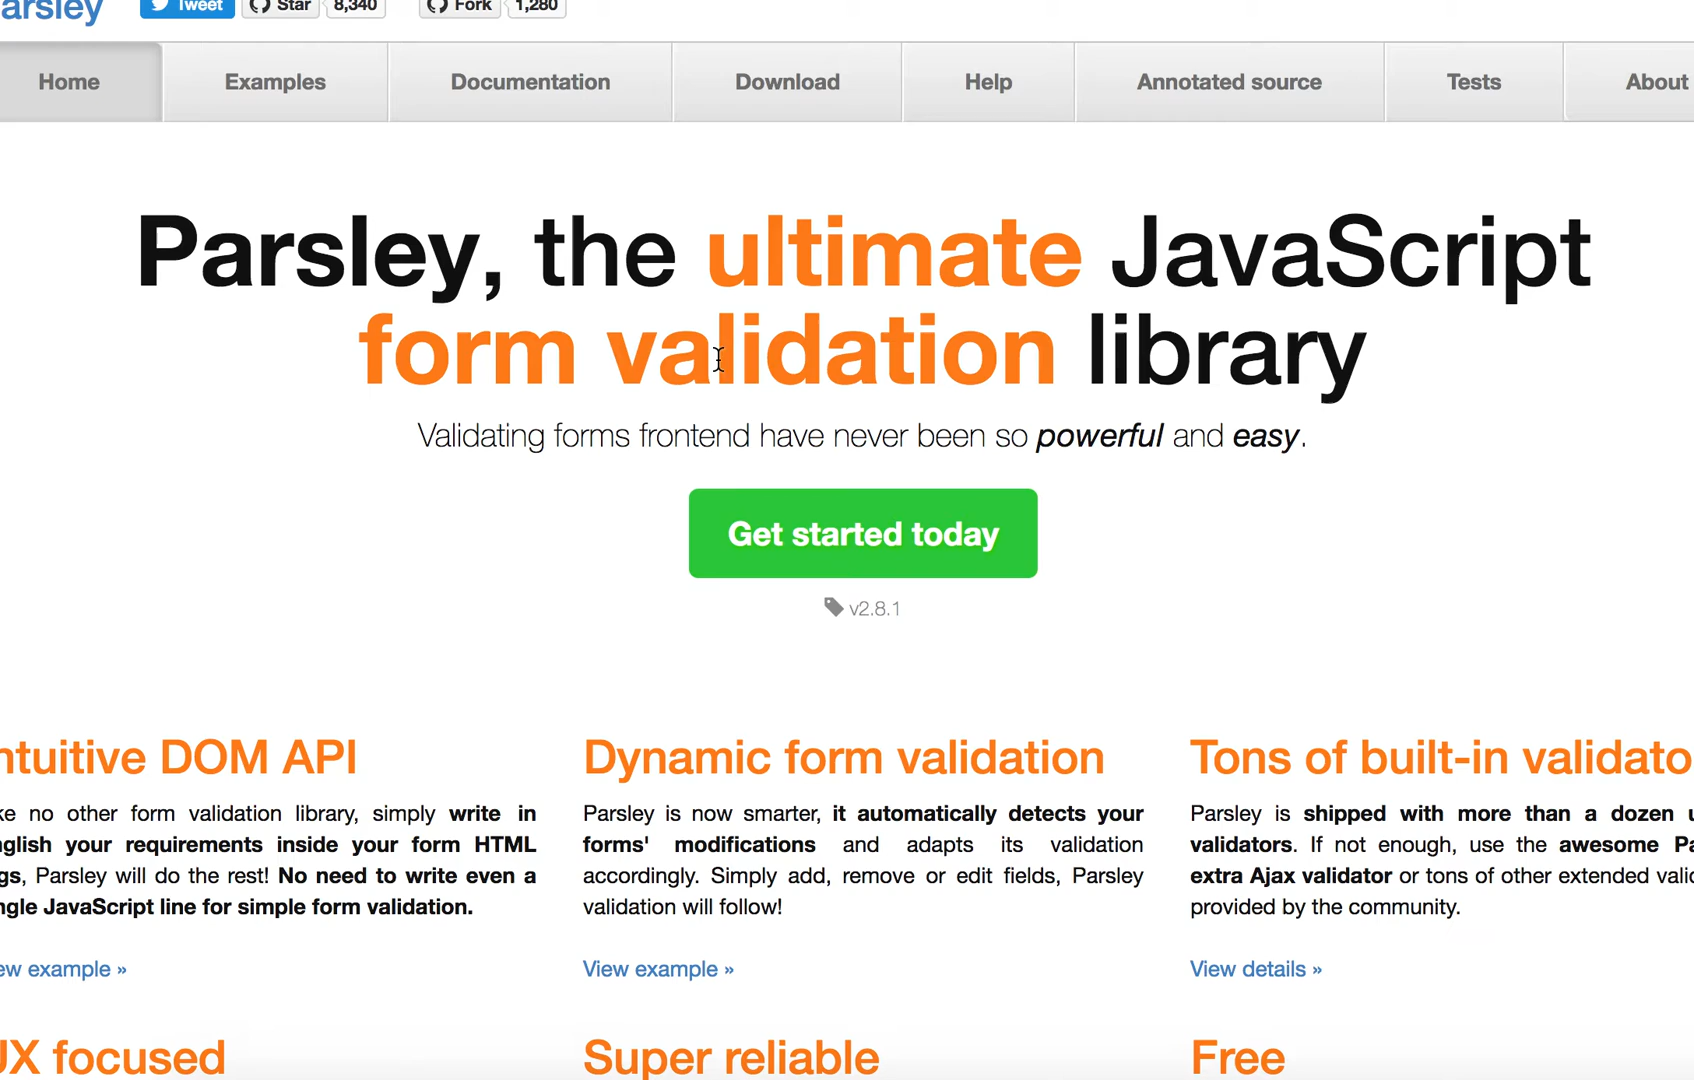 arsley Tweet Star 8,340 Fork 1,280
Home Examples Documentation Download Help Annotated source Tests About
Parsley, the ultimate JavaScript
form validation library
Validating forms frontend have never been so powerful and easy.
Get started today
v2.8.1
ntuitive DOM API
ke no other form validation library, simply write in
nglish your requirements inside your form HTML
gs, Parsley will do the rest! No need to write even a
ngle JavaScript line for simple form validation.
ew example »
Dynamic form validation
Parsley is now smarter, it automatically detects your
forms' modifications and adapts its validation
accordingly. Simply add, remove or edit fields, Parsley
validation will follow!
View example »
Tons of built-in validato
Parsley is shipped with more than a dozen u
validators. If not enough, use the awesome Pa
extra Ajax validator or tons of other extended valid
provided by the community.
View details »
UX focused
Super reliable
Free